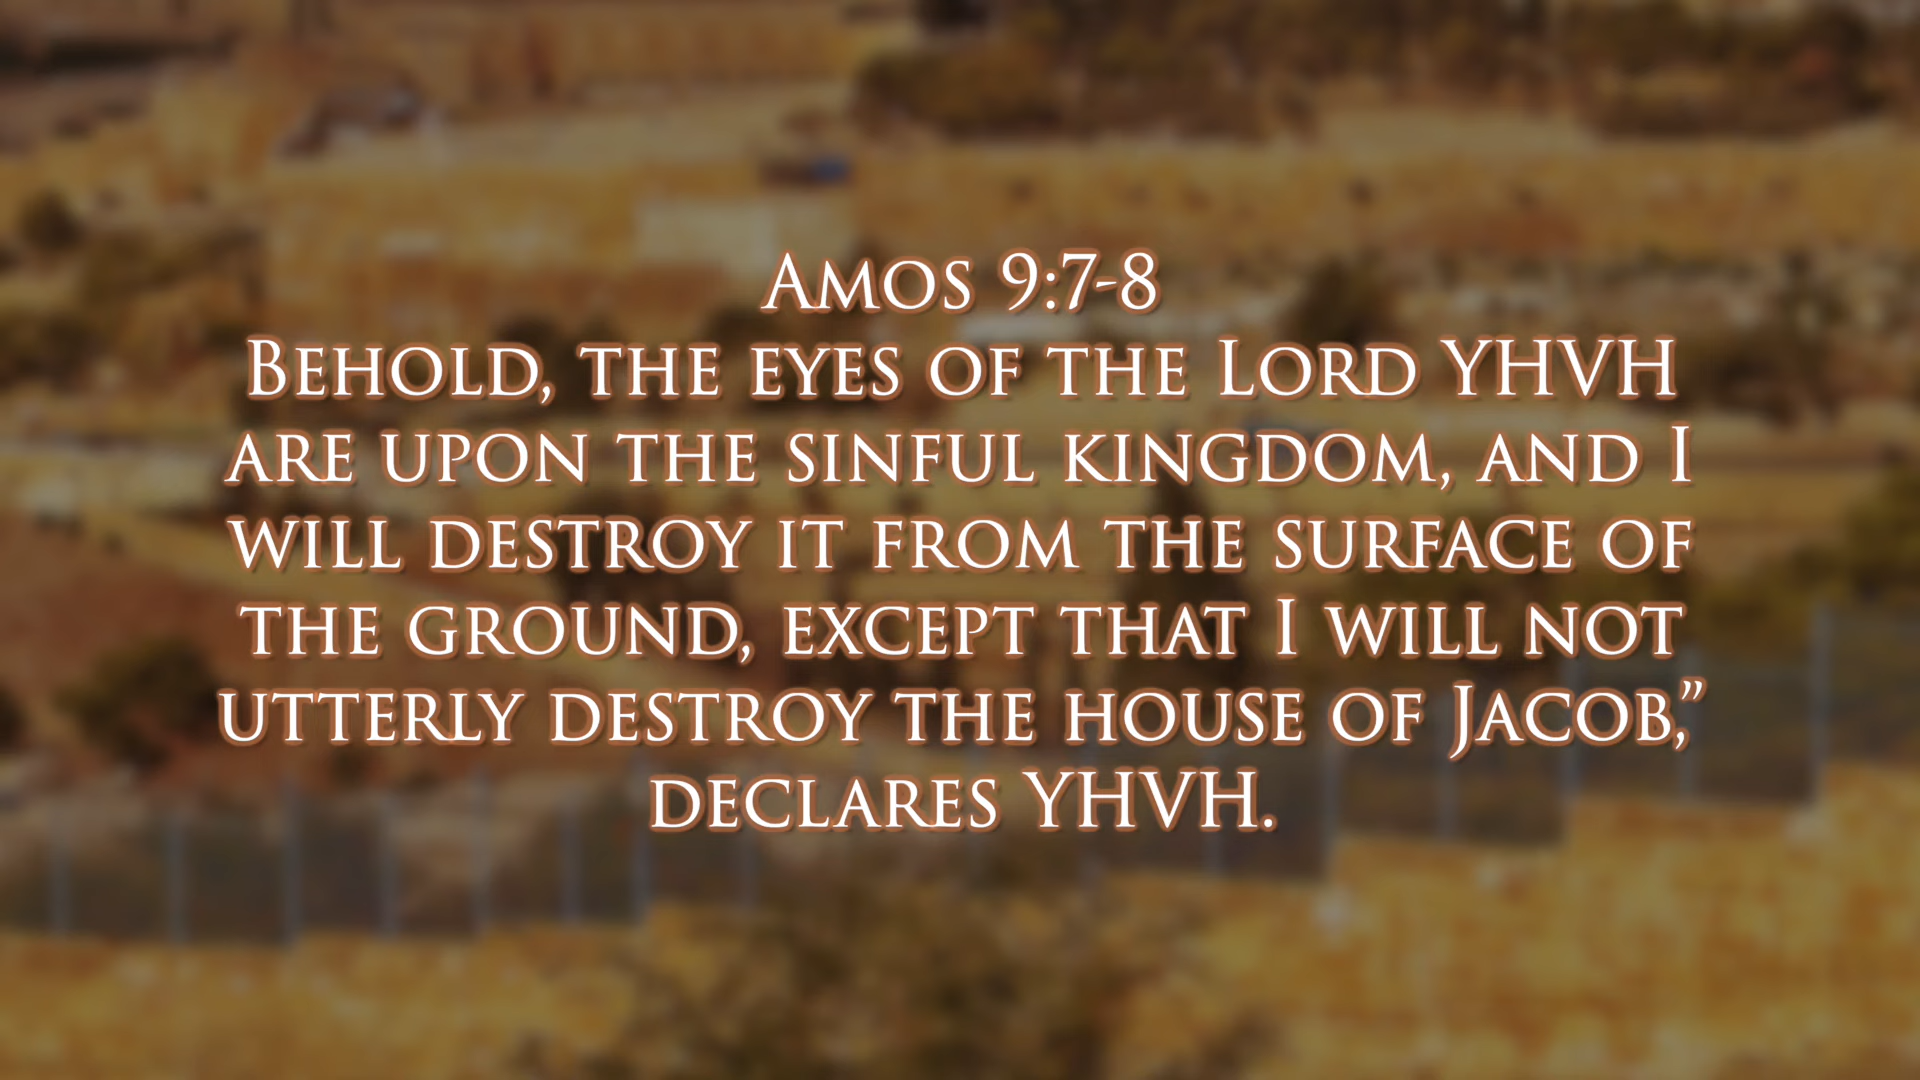 Amos 9:7-8
Behold, the eyes of the Lord YHVH
are upon the sinful kingdom, and I
will destroy it from the surface of
the ground, except that I will not
utterly destroy the house of Jacob,”
declares YHVH.